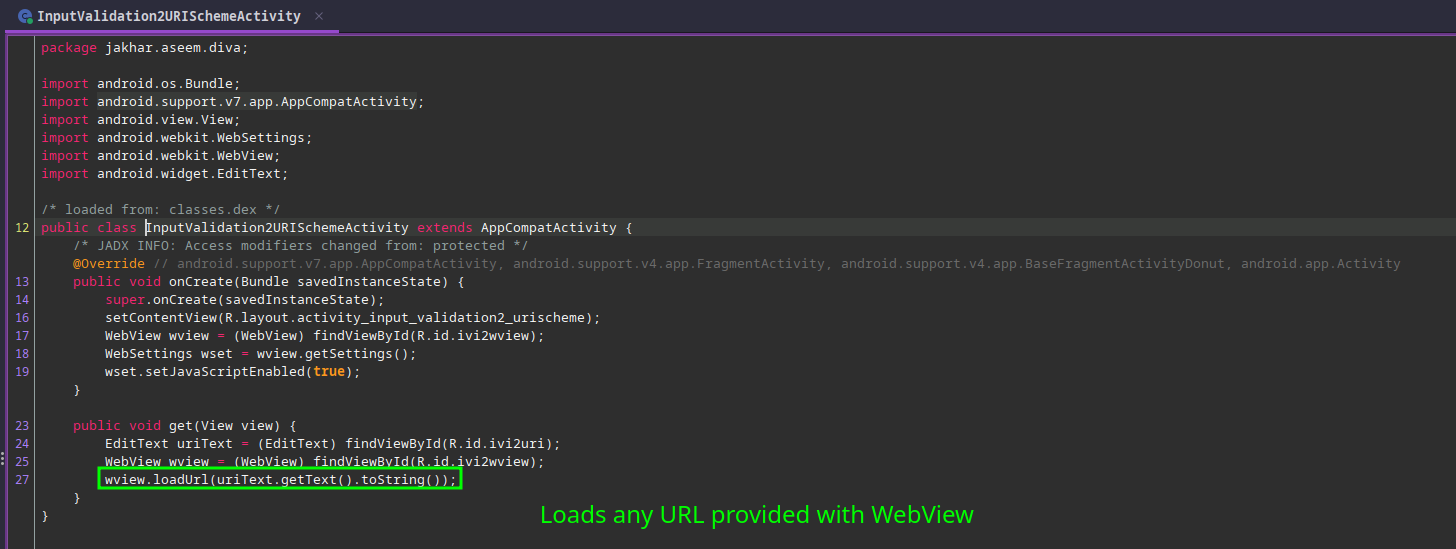 InputValidation2URISchemeActivity ×
package jakhar.aseem.diva;
import android.os.Bundle;
import android.support.v7.app.AppCompatActivity;
import android.view.View;
import android.webkit.WebSettings;
import android.webkit.WebView;
import android.widget.EditText;
/* loaded from: classes.dex */
12 public class InputValidation2URISchemeActivity extends AppCompatActivity {
/* JADX INFO: Access modifiers changed from: protected */
@Override // android.support.v7.app.AppCompatActivity, android.support.v4.app.FragmentActivity, android.support.v4.app.BaseFragmentActivityDonut, android.app.Activity
13 public void onCreate(Bundle savedInstanceState) {
14 super.onCreate(savedInstanceState);
16 setContentView(R.layout.activity_input_validation2_urischeme);
17 WebView wview = (WebView) findViewById(R.id.ivi2wview);
18 WebSettings wset = wview.getSettings();
19 wset.setJavaScriptEnabled(true);
}
23 public void get(View view) {
24 EditText uriText = (EditText) findViewById(R.id.ivi2uri);
25 WebView wview = (WebView) findViewById(R.id.ivi2wview);
27 wview.loadUrl(uriText.getText().toString());
}
}
Loads any URL provided with WebView